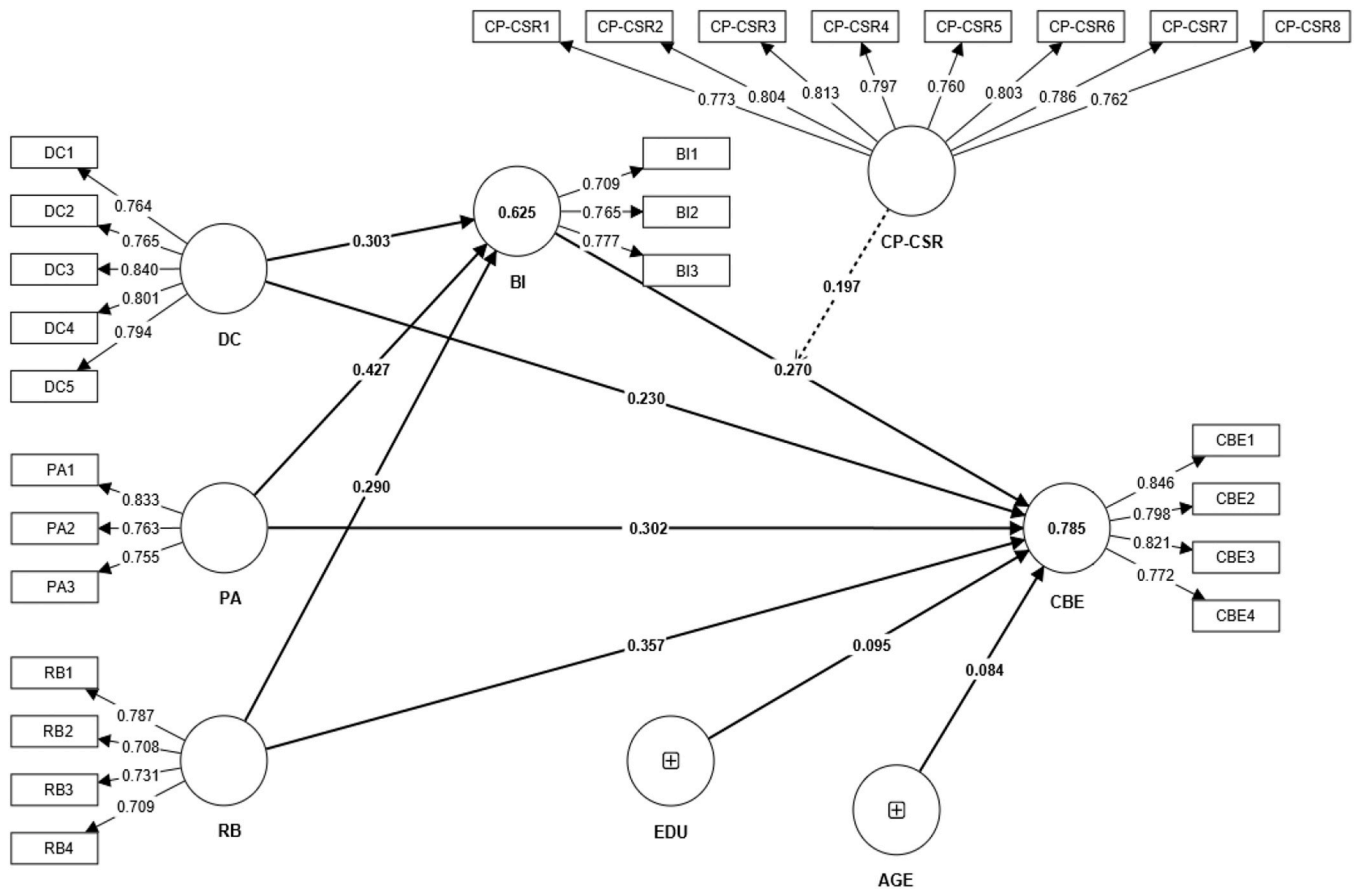 CP-CSR1 CP-CSR2 CP-CSR3 CP-CSR4 CP-CSR5 CP-CSR6 CP-CSR7 CP-CSR8
0.773 0.804 0.813 0.797 0.760 0.803 0.786 0.762
CP-CSR
0.197
DC1
DC2
DC3
DC4
DC5
0.764
0.765
0.840
0.801
0.794
DC
0.303
0.230
0.625
BI
0.709
0.765
0.777
BI1
BI2
BI3
0.270
PA1
PA2
PA3
0.833
0.763
0.755
PA
0.427
0.302
RB1
RB2
RB3
RB4
0.787
0.708
0.731
0.709
RB
0.290
0.357
EDU
0.095
AGE
0.084
0.785
CBE
0.846
0.798
0.821
0.772
CBE1
CBE2
CBE3
CBE4